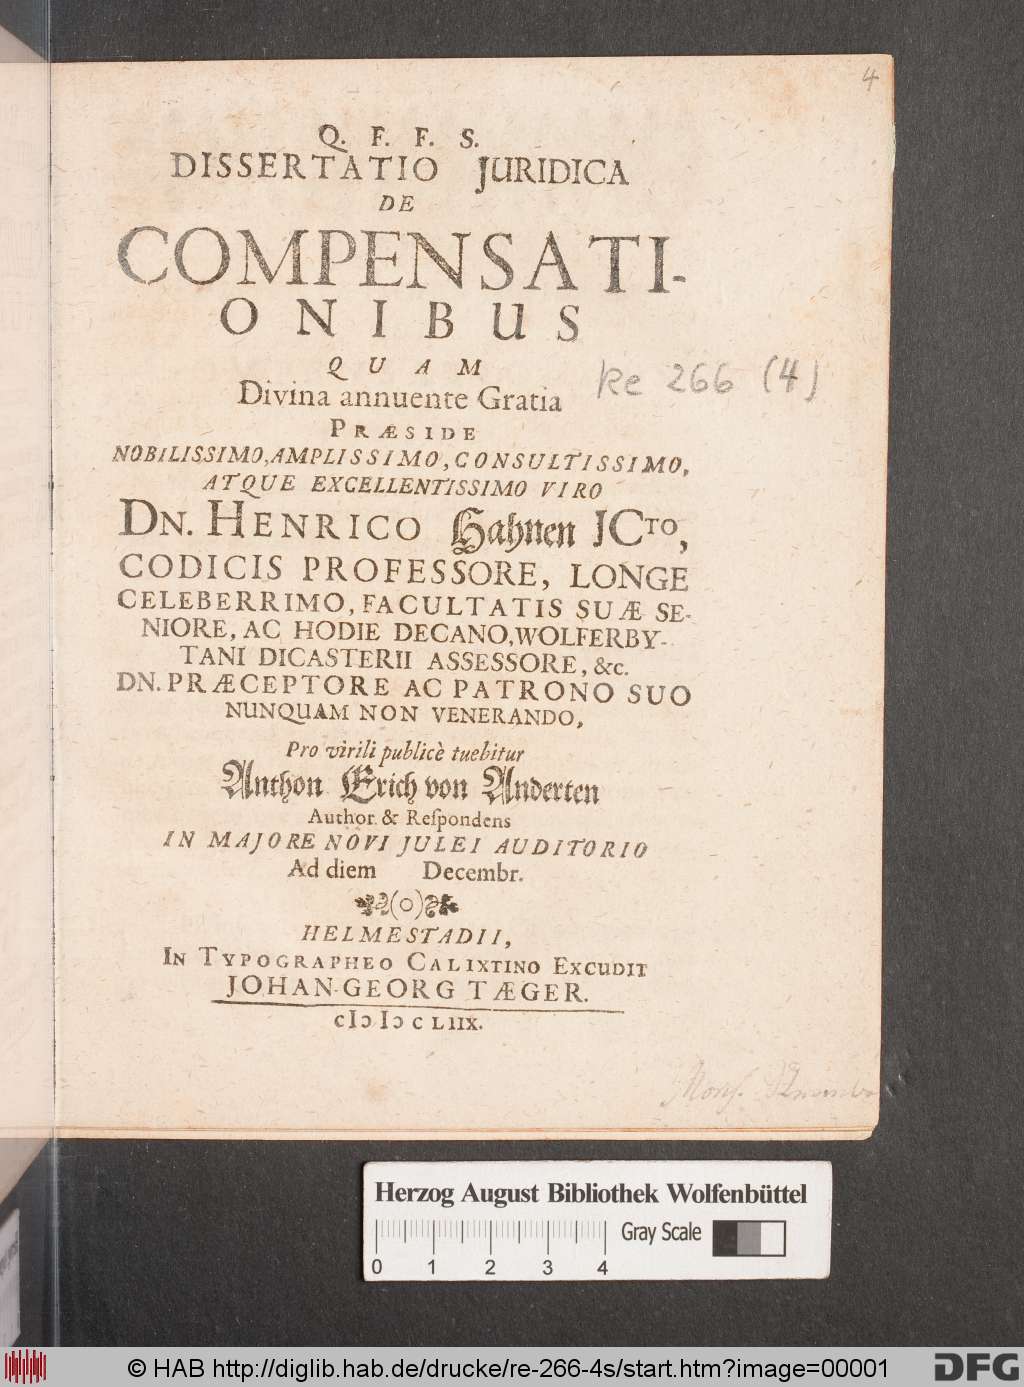 4
Q. F. F. S.
DISSERTATIO JURIDICA
DE
COMPENSATI-
ONIBUS
QUAM
Divina annuente Gratia
PRÆSIDE
NOBILISSIMO, AMPLISSIMO, CONSULTISSIMO,
ATQUE EXCELLENTISSIMO VIRO
DN. HENRICO Hahnen JCTO,
CODICIS PROFESSORE, LONGE
CELEBERRIMO, FACULTATIS SUÆ SE-
NIORE, AC HODIE DECANO, WOLFERBY-
TANI DICASTERII ASSESSORE, &c.
DN. PRÆCEPTORE AC PATRONO SUO
NUNQUAM NON VENERANDO,
Pro virili publicè tuebitur
Anthon Erich von Anderten
Author & Reſpondens
IN MAJORE NOVI JULEI AUDITORIO
Ad diem Decembr.
(O)
HELMESTADII,
IN TYPOGRAPHEO CALIXTINO EXCUDIT
JOHAN-GEORG TÆGER.
cIↄ Iↄ C LIIX.
Re 266 (4)
Herzog August Bibliothek Wolfenbüttel
Gray Scale
0 1 2 3 4
© HAB http://diglib.hab.de/drucke/re-266-4s/start.htm?image=00001
DFG